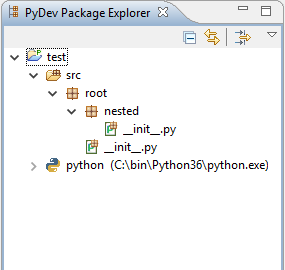 PyDev Package Explorer
test
src
root
nested
__init__.py
__init__.py
python (C:\bin\Python36\python.exe)